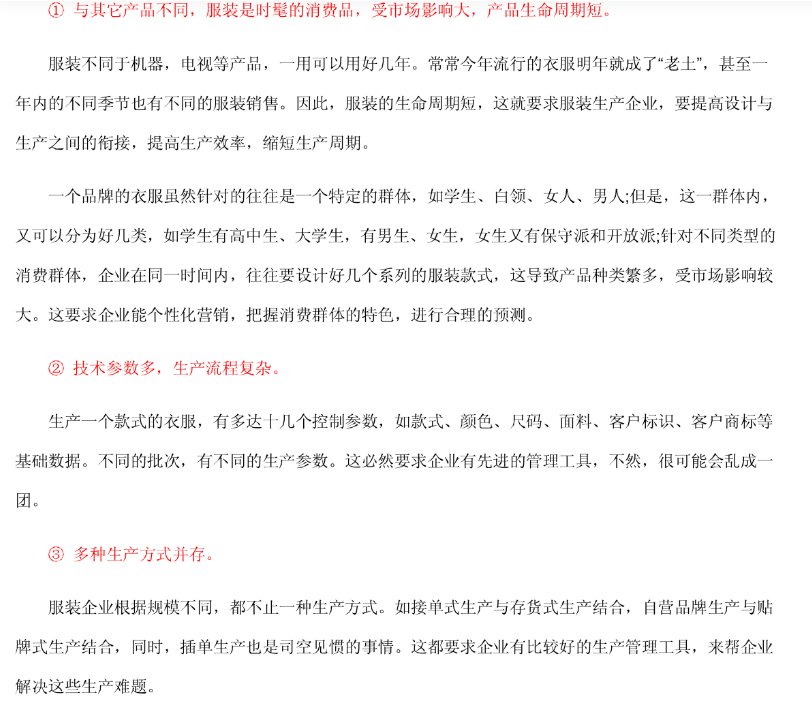 ① 与其它产品不同，服装是时髦的消费品，受市场影响大，产品生命周期短。
服装不同于机器，电视等产品，一用可以用好几年。常常今年流行的衣服明年就成了“老土”，甚至一
年内的不同季节也有不同的服装销售。因此，服装的生命周期短，这就要求服装生产企业，要提高设计与
生产之间的衔接，提高生产效率，缩短生产周期。
一个品牌的衣服虽然针对的往往是一个特定的群体，如学生、白领、女人、男人;但是，这一群体内，
又可以分为好几类，如学生有高中生、大学生，有男生、女生，女生又有保守派和开放派;针对不同类型的
消费群体，企业在同一时间内，往往要设计好几个系列的服装款式，这导致产品种类繁多，受市场影响较
大。这要求企业能个性化营销，把握消费群体的特色，进行合理的预测。
② 技术参数多，生产流程复杂。
生产一个款式的衣服，有多达十几个控制参数，如款式、颜色、尺码、面料、客户标识、客户商标等
基础数据。不同的批次，有不同的生产参数。这必然要求企业有先进的管理工具，不然，很可能会乱成一
团。
③ 多种生产方式并存。
服装企业根据规模不同，都不止一种生产方式。如接单式生产与存货式生产结合，自营品牌生产与贴
牌式生产结合，同时，插单生产也是司空见惯的事情。这都要求企业有比较好的生产管理工具，来帮企业
解决这些生产难题。